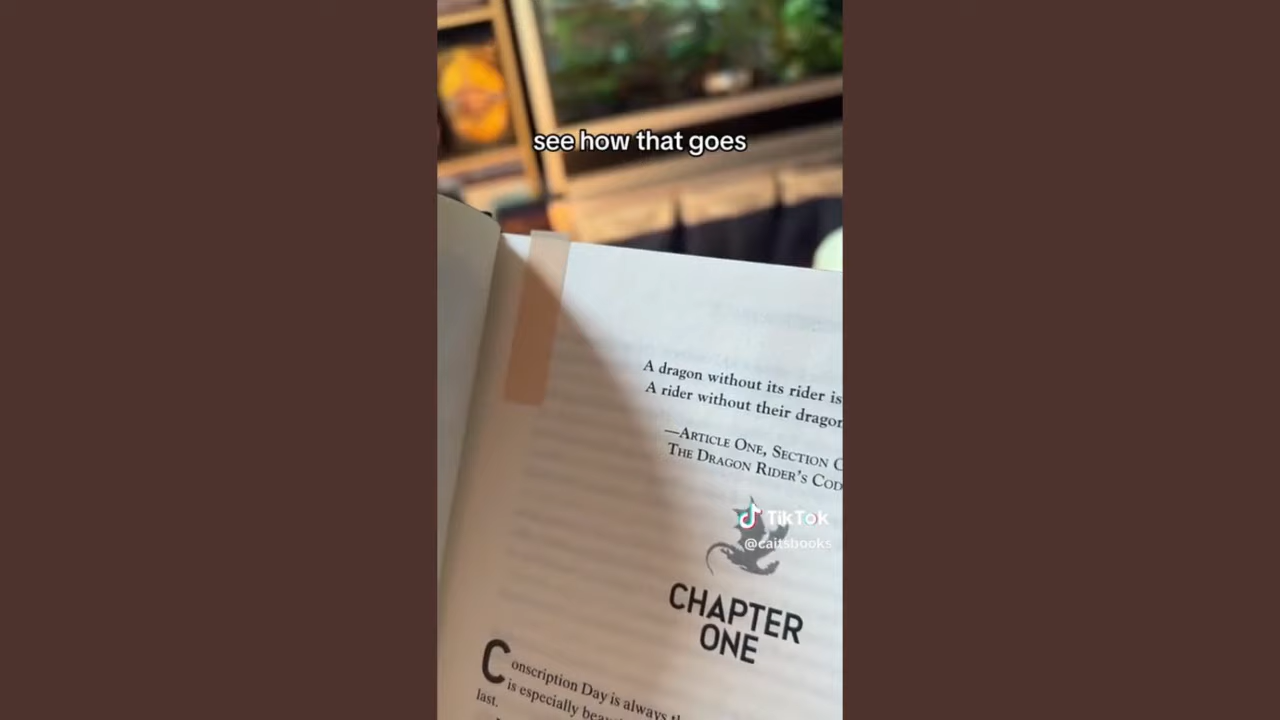 see how that goes
A dragon without its rider is
A rider without their dragon
—ARTICLE ONE, SECTION
THE DRAGON RIDER'S
TikTok
@caitsbooks
CHAPTER
ONE
Conscription Day is always
is especially
last.